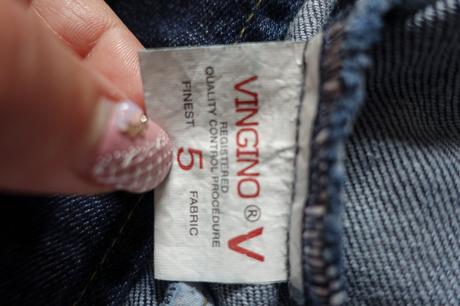 VINGINO® V
REGISTERED
QUALITY CONTROL PROCEDURE
FINEST 5 FABRIC